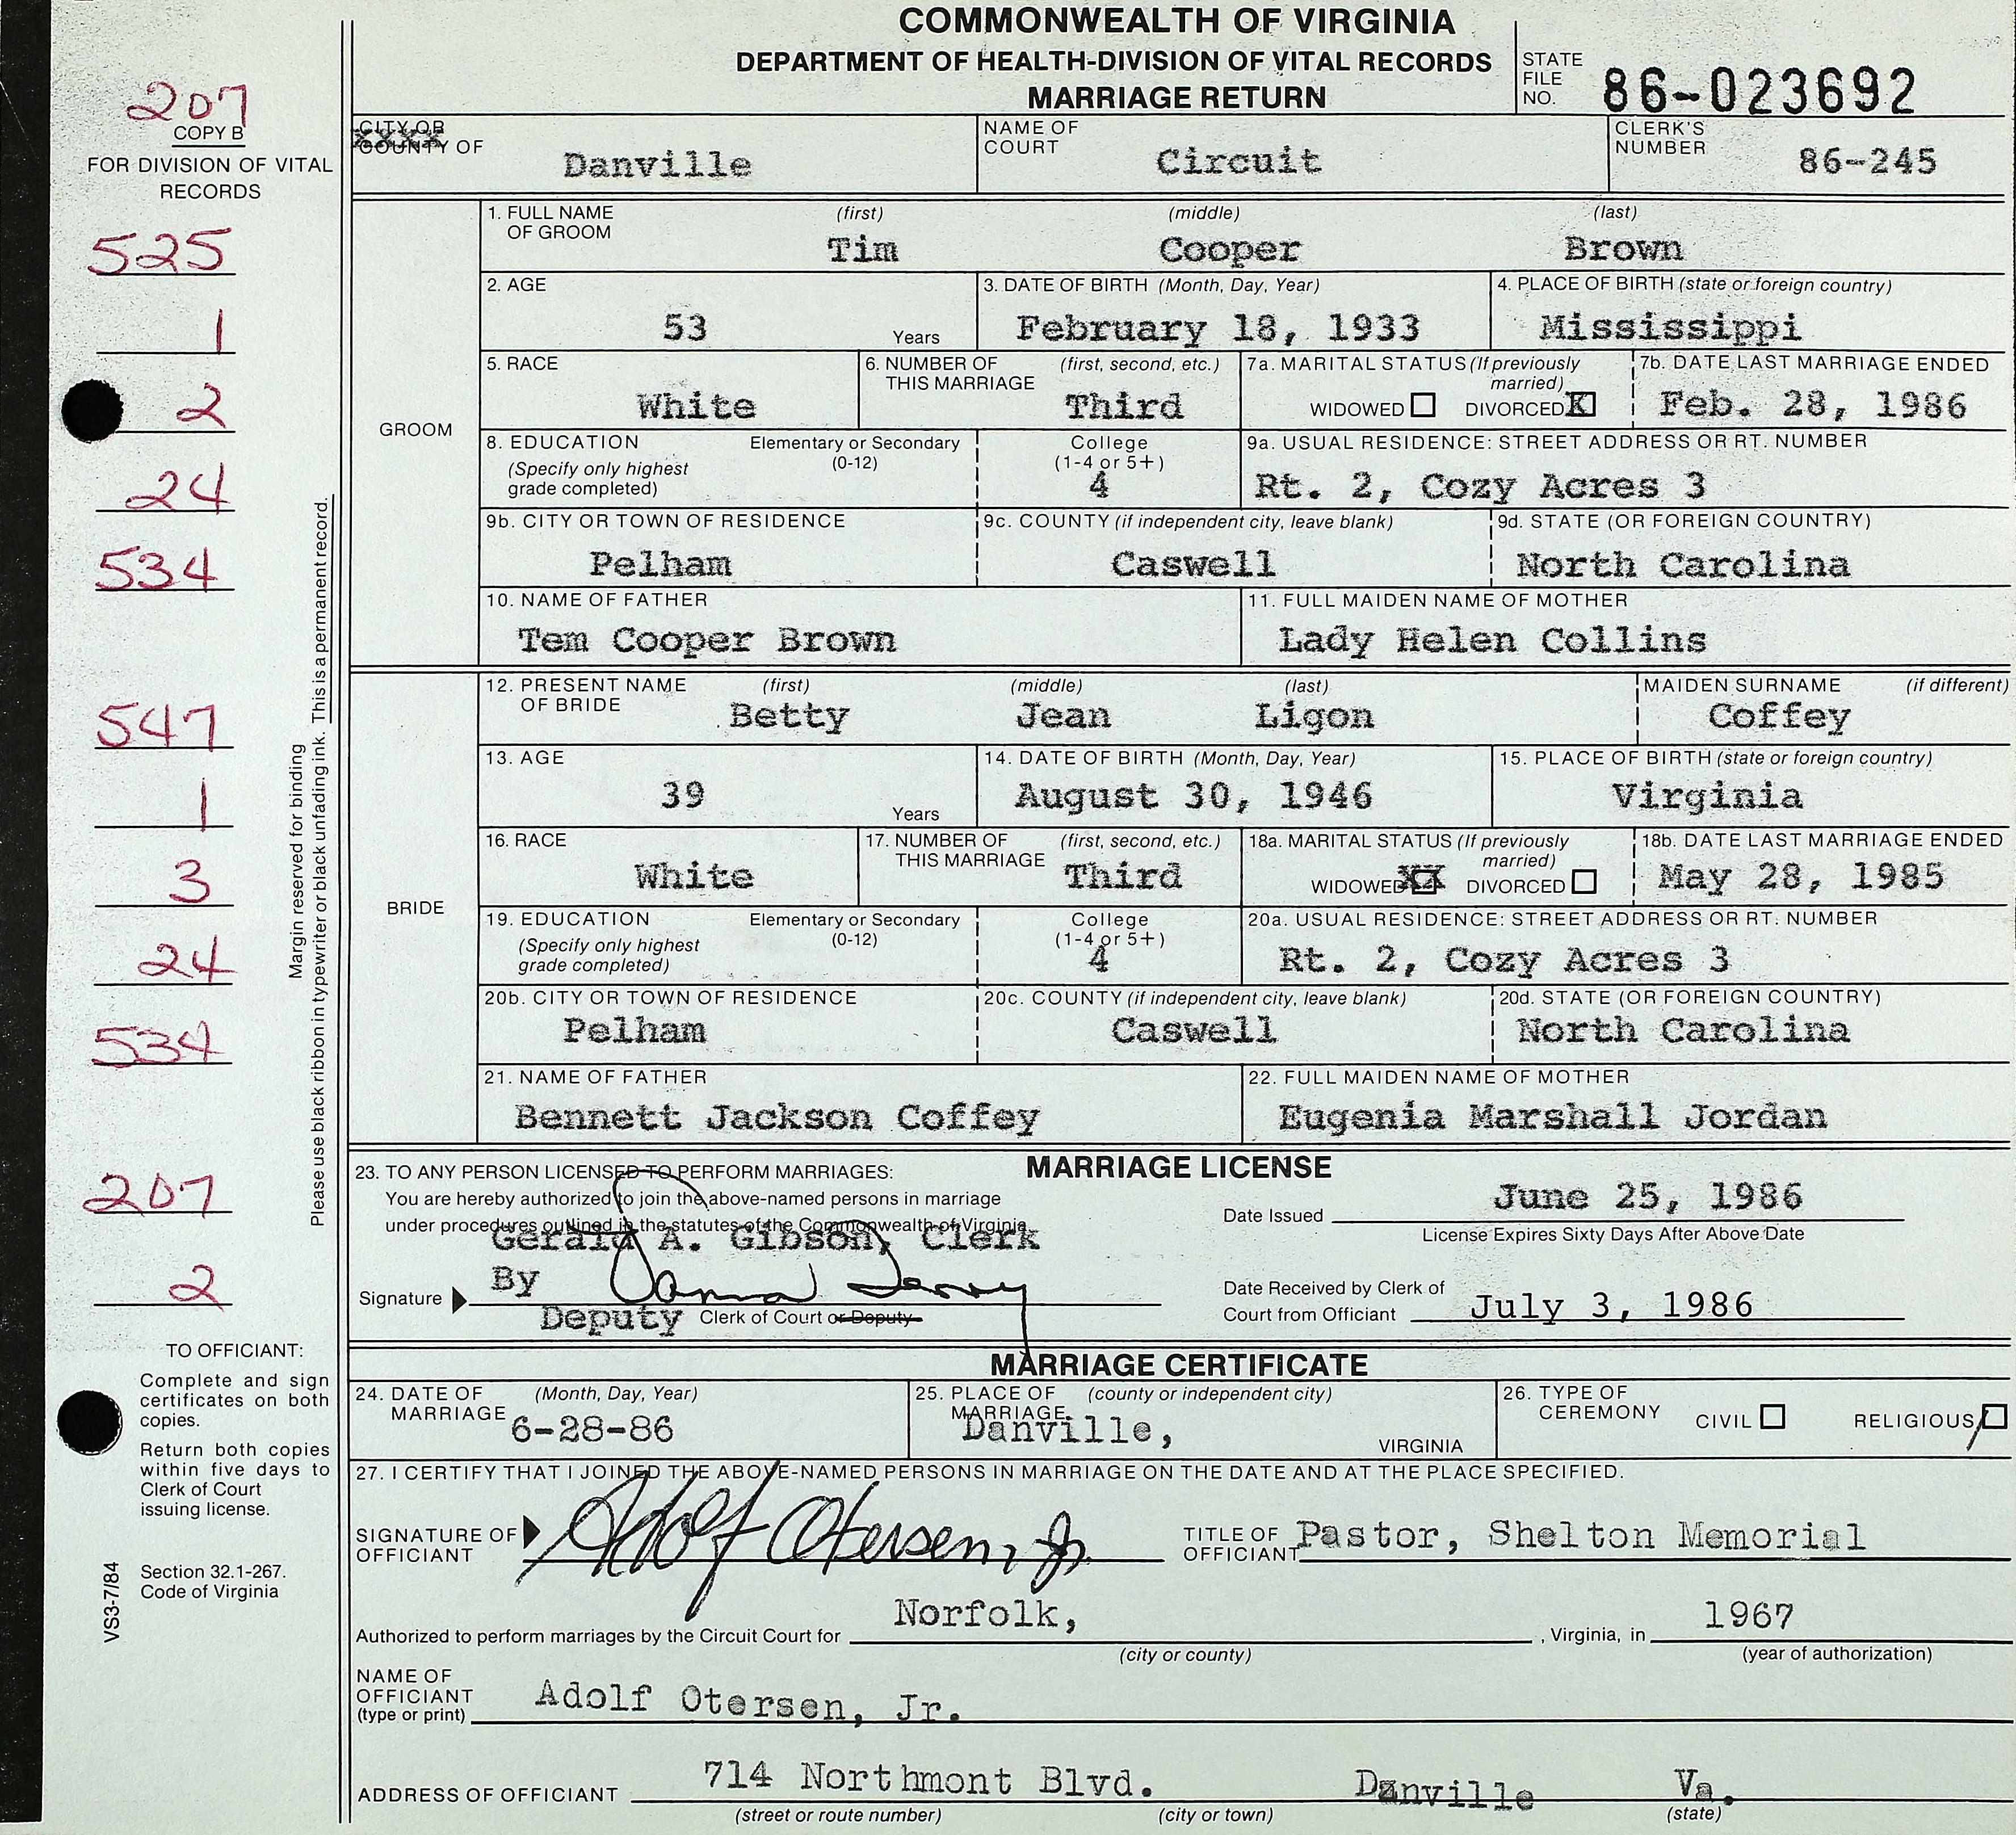 COMMONWEALTH OF VIRGINIA
DEPARTMENT OF HEALTH-DIVISION OF VITAL RECORDS
MARRIAGE RETURN
STATE FILE NO. 86-023692
207
COPY B
FOR DIVISION OF VITAL RECORDS
525
1
2
24
534
547
1
3
24
534
207
2
Margin reserved for binding
Please use black ribbon in typewriter or black unfading ink. This is a permanent record.
TO OFFICIANT:
Complete and sign
certificates on both
copies.
Return both copies
within five days to
Clerk of Court
issuing license.
Section 32.1-267.
Code of Virginia
VS3-7/84
CITY OR COUNTY OF Danville
NAME OF COURT Circuit
CLERK'S NUMBER 86-245
GROOM
1. FULL NAME OF GROOM (first) Tim (middle) Cooper (last) Brown
2. AGE 53 Years
3. DATE OF BIRTH (Month, Day, Year) February 18, 1933
4. PLACE OF BIRTH (state or foreign country) Mississippi
5. RACE White
6. NUMBER OF THIS MARRIAGE (first, second, etc.) Third
7a. MARITAL STATUS (If previously married) WIDOWED DIVORCED X
7b. DATE LAST MARRIAGE ENDED Feb. 28, 1986
8. EDUCATION (Specify only highest grade completed) Elementary or Secondary (0-12) College (1-4 or 5+) 4
9a. USUAL RESIDENCE: STREET ADDRESS OR RT. NUMBER Rt. 2, Cozy Acres 3
9b. CITY OR TOWN OF RESIDENCE Pelham
9c. COUNTY (if independent city, leave blank) Caswell
9d. STATE (OR FOREIGN COUNTRY) North Carolina
10. NAME OF FATHER Tem Cooper Brown
11. FULL MAIDEN NAME OF MOTHER Lady Helen Collins
BRIDE
12. PRESENT NAME OF BRIDE (first) Betty (middle) Jean (last) Ligon MAIDEN SURNAME (if different) Coffey
13. AGE 39 Years
14. DATE OF BIRTH (Month, Day, Year) August 30, 1946
15. PLACE OF BIRTH (state or foreign country) Virginia
16. RACE White
17. NUMBER OF THIS MARRIAGE (first, second, etc.) Third
18a. MARITAL STATUS (If previously married) WIDOWED XX DIVORCED
18b. DATE LAST MARRIAGE ENDED May 28, 1985
19. EDUCATION (Specify only highest grade completed) Elementary or Secondary (0-12) College (1-4 or 5+) 4
20a. USUAL RESIDENCE: STREET ADDRESS OR RT. NUMBER Rt. 2, Cozy Acres 3
20b. CITY OR TOWN OF RESIDENCE Pelham
20c. COUNTY (if independent city, leave blank) Caswell
20d. STATE (OR FOREIGN COUNTRY) North Carolina
21. NAME OF FATHER Bennett Jackson Coffey
22. FULL MAIDEN NAME OF MOTHER Eugenia Marshall Jordan
MARRIAGE LICENSE
23. TO ANY PERSON LICENSED TO PERFORM MARRIAGES:
You are hereby authorized to join the above-named persons in marriage
under procedures outlined in the statutes of the Commonwealth of Virginia
Gerald A. Gibson, Clerk
Signature By
Deputy Clerk of Court or Deputy
Date Issued June 25, 1986
License Expires Sixty Days After Above Date
Date Received by Clerk of
Court from Officiant July 3, 1986
MARRIAGE CERTIFICATE
24. DATE OF MARRIAGE (Month, Day, Year) 6-28-86
25. PLACE OF MARRIAGE (county or independent city) Danville, VIRGINIA
26. TYPE OF CEREMONY CIVIL RELIGIOUS
27. I CERTIFY THAT I JOINED THE ABOVE-NAMED PERSONS IN MARRIAGE ON THE DATE AND AT THE PLACE SPECIFIED.
SIGNATURE OF OFFICIANT Adolf Otersen, Jr.
TITLE OF OFFICIANT Pastor, Shelton Memorial
Authorized to perform marriages by the Circuit Court for Norfolk, , Virginia, in 1967
(city or county) (year of authorization)
NAME OF OFFICIANT (type or print) Adolf Otersen, Jr.
ADDRESS OF OFFICIANT 714 Northmont Blvd. Danville Va.
(street or route number) (city or town) (state)